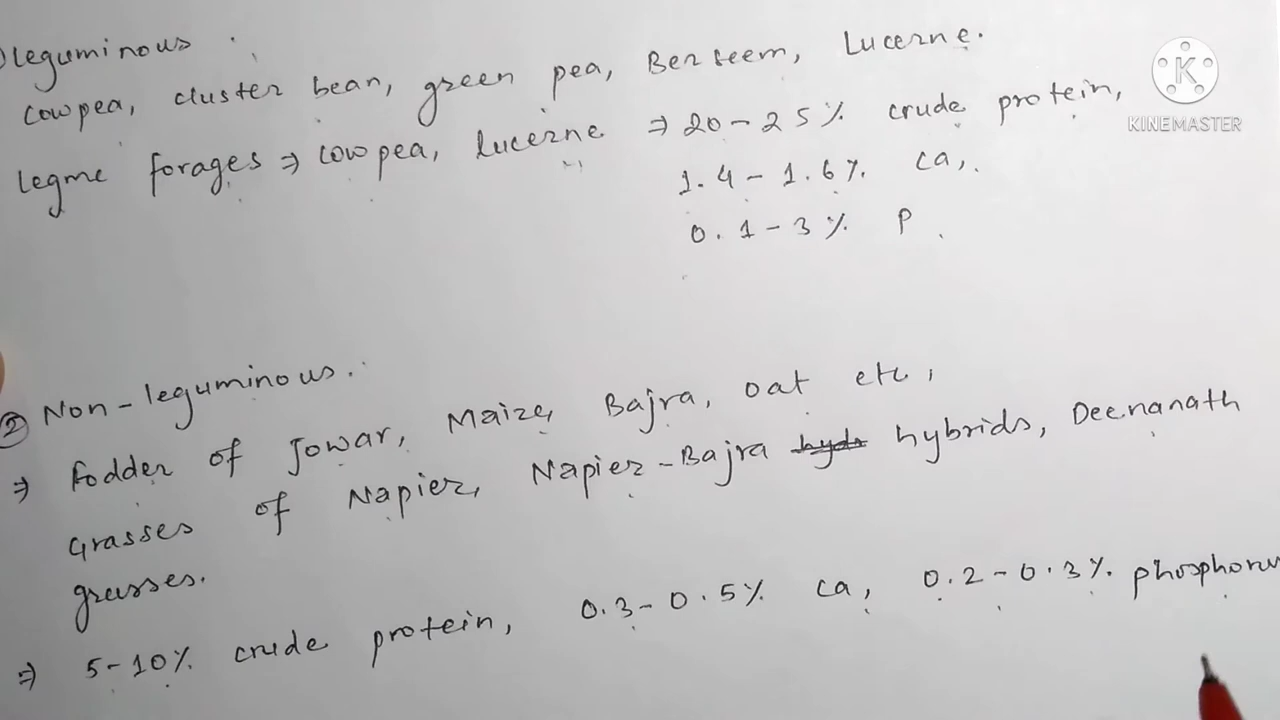 leguminous.
Cowpea, cluster bean, green pea, Berseem, Lucerne.
legme forages ⇒ cowpea, lucerne ⇒ 20-25% crude protein,
1.4-1.6% Ca,
0.1-3% P
② Non-leguminous.
⇒ Fodder of Jowar, Maize, Bajra, oat etc,
Grasses of Napier, Napier-Bajra hybrids, Deenanath
grasses.
⇒ 5-10% crude protein, 0.3-0.5% Ca, 0.2-0.3% phosphorus
K
KINEMASTER